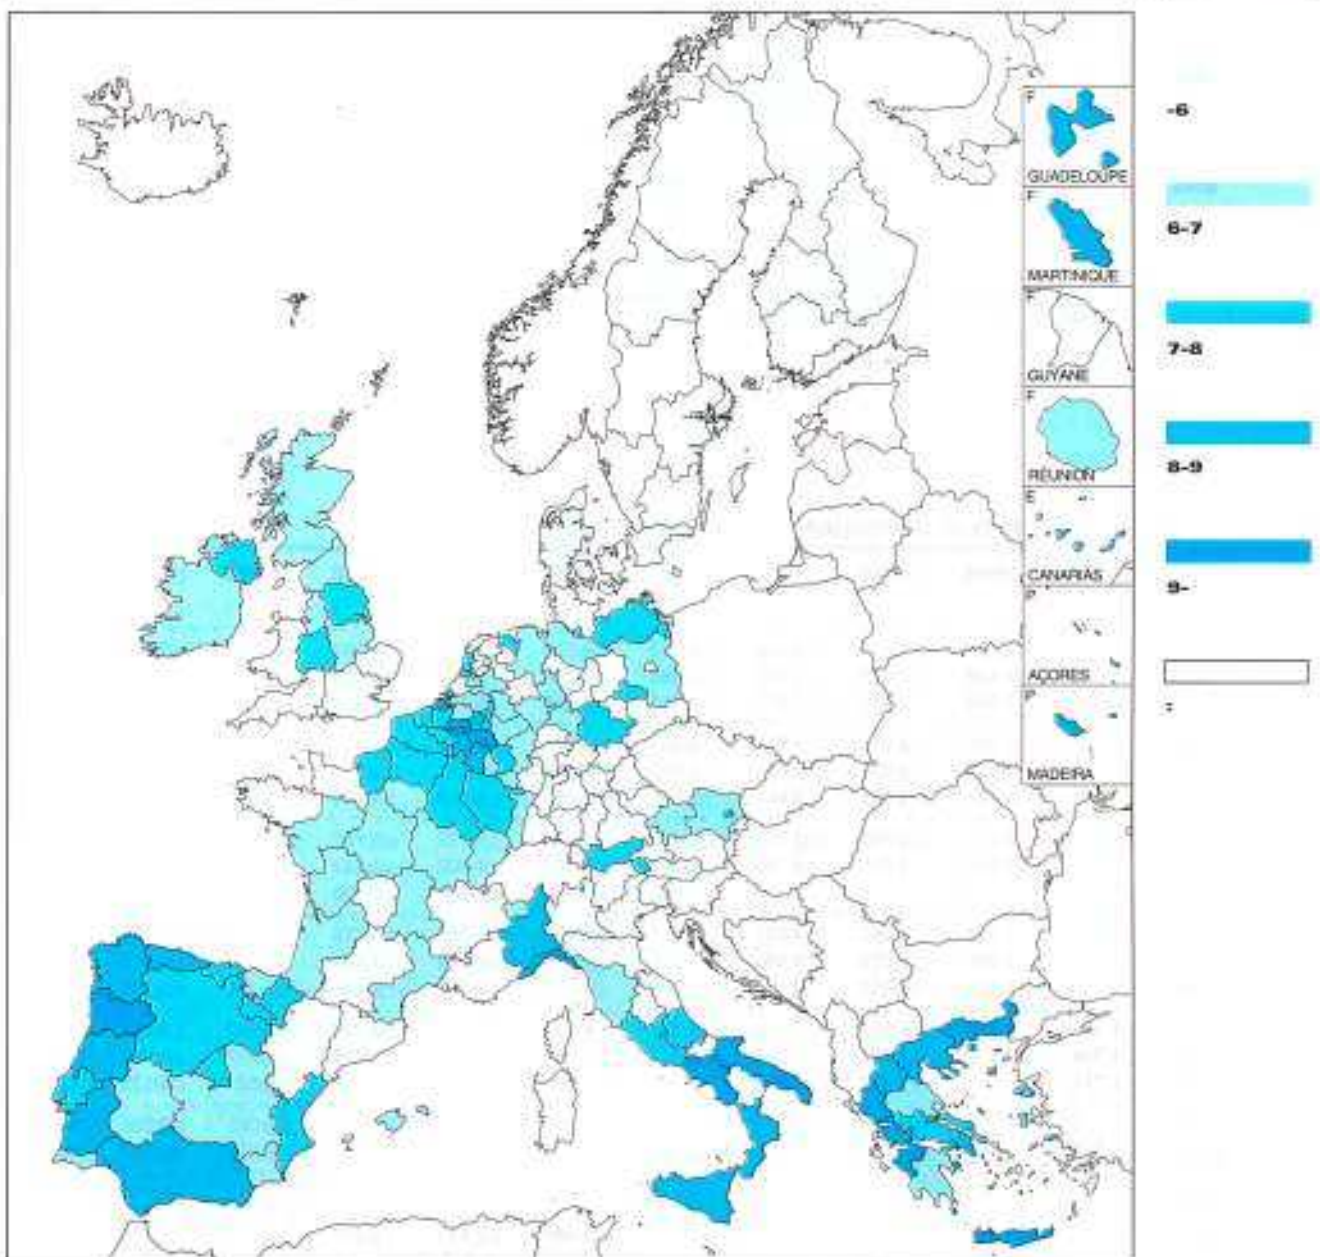 F
GUADELOUPE
F
MARTINIQUE
F
GUYANE
F
RÉUNION
E
CANARIAS
P
AÇORES
P
MADEIRA
-6
6-7
7-8
8-9
9-
: